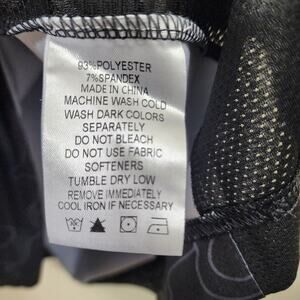 93%POLYESTER
7%SPANDEX
MADE IN CHINA
MACHINE WASH COLD
WASH DARK COLORS
SEPARATELY
DO NOT BLEACH
DO NOT USE FABRIC
SOFTENERS
TUMBLE DRY LOW
REMOVE IMMEDIATELY
COOL IRON IF NECESSARY